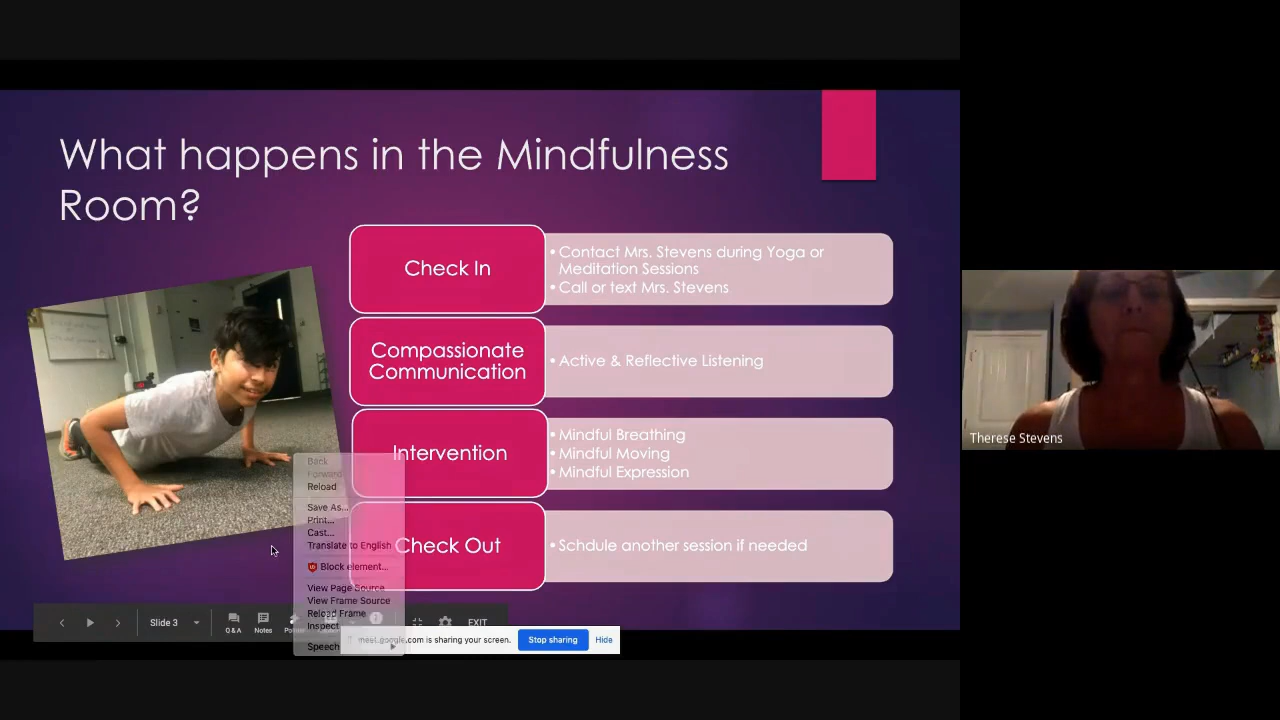 What happens in the Mindfulness
Room?
Check In
• Contact Mrs. Stevens during Yoga or
Meditation Sessions
• Call or text Mrs. Stevens
Compassionate
Communication
• Active & Reflective Listening
Intervention
• Mindful Breathing
• Mindful Moving
• Mindful Expression
Check Out
• Schdule another session if needed
Therese Stevens
Back
Forward
Reload
Save As...
Print...
Cast...
Translate to English
Block element...
View Page Source
View Frame Source
Reload Frame
Inspect
Speech
Slide 3
Q & A
Notes
EXIT
meet.google.com is sharing your screen.
Stop sharing
Hide